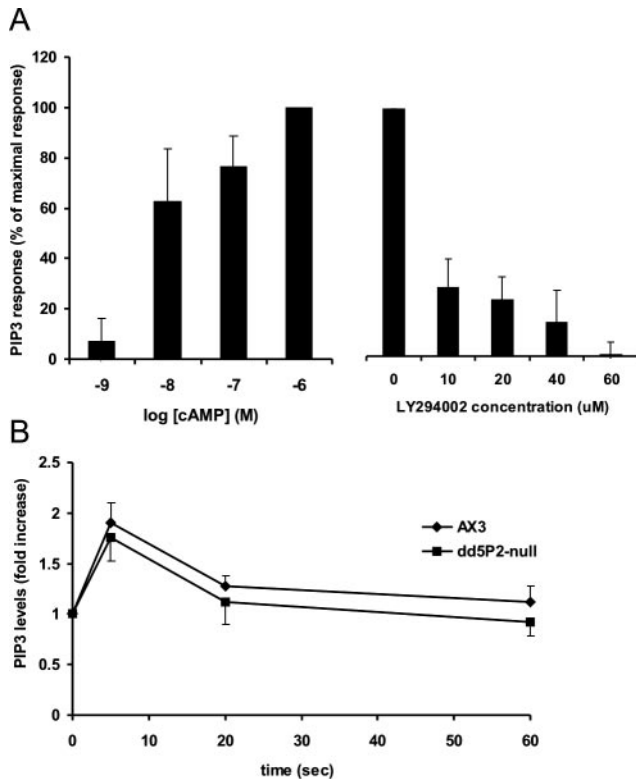 A
PIP3 response (% of maximal response)
120
100
80
60
40
20
0
-9 -8 -7 -6
log [cAMP] (M)
0 10 20 40 60
LY294002 concentration (uM)
B
PIP3 levels (fold increase)
2.5
2
1.5
1
0.5
0
AX3
dd5P2-null
0 10 20 30 40 50 60
time (sec)